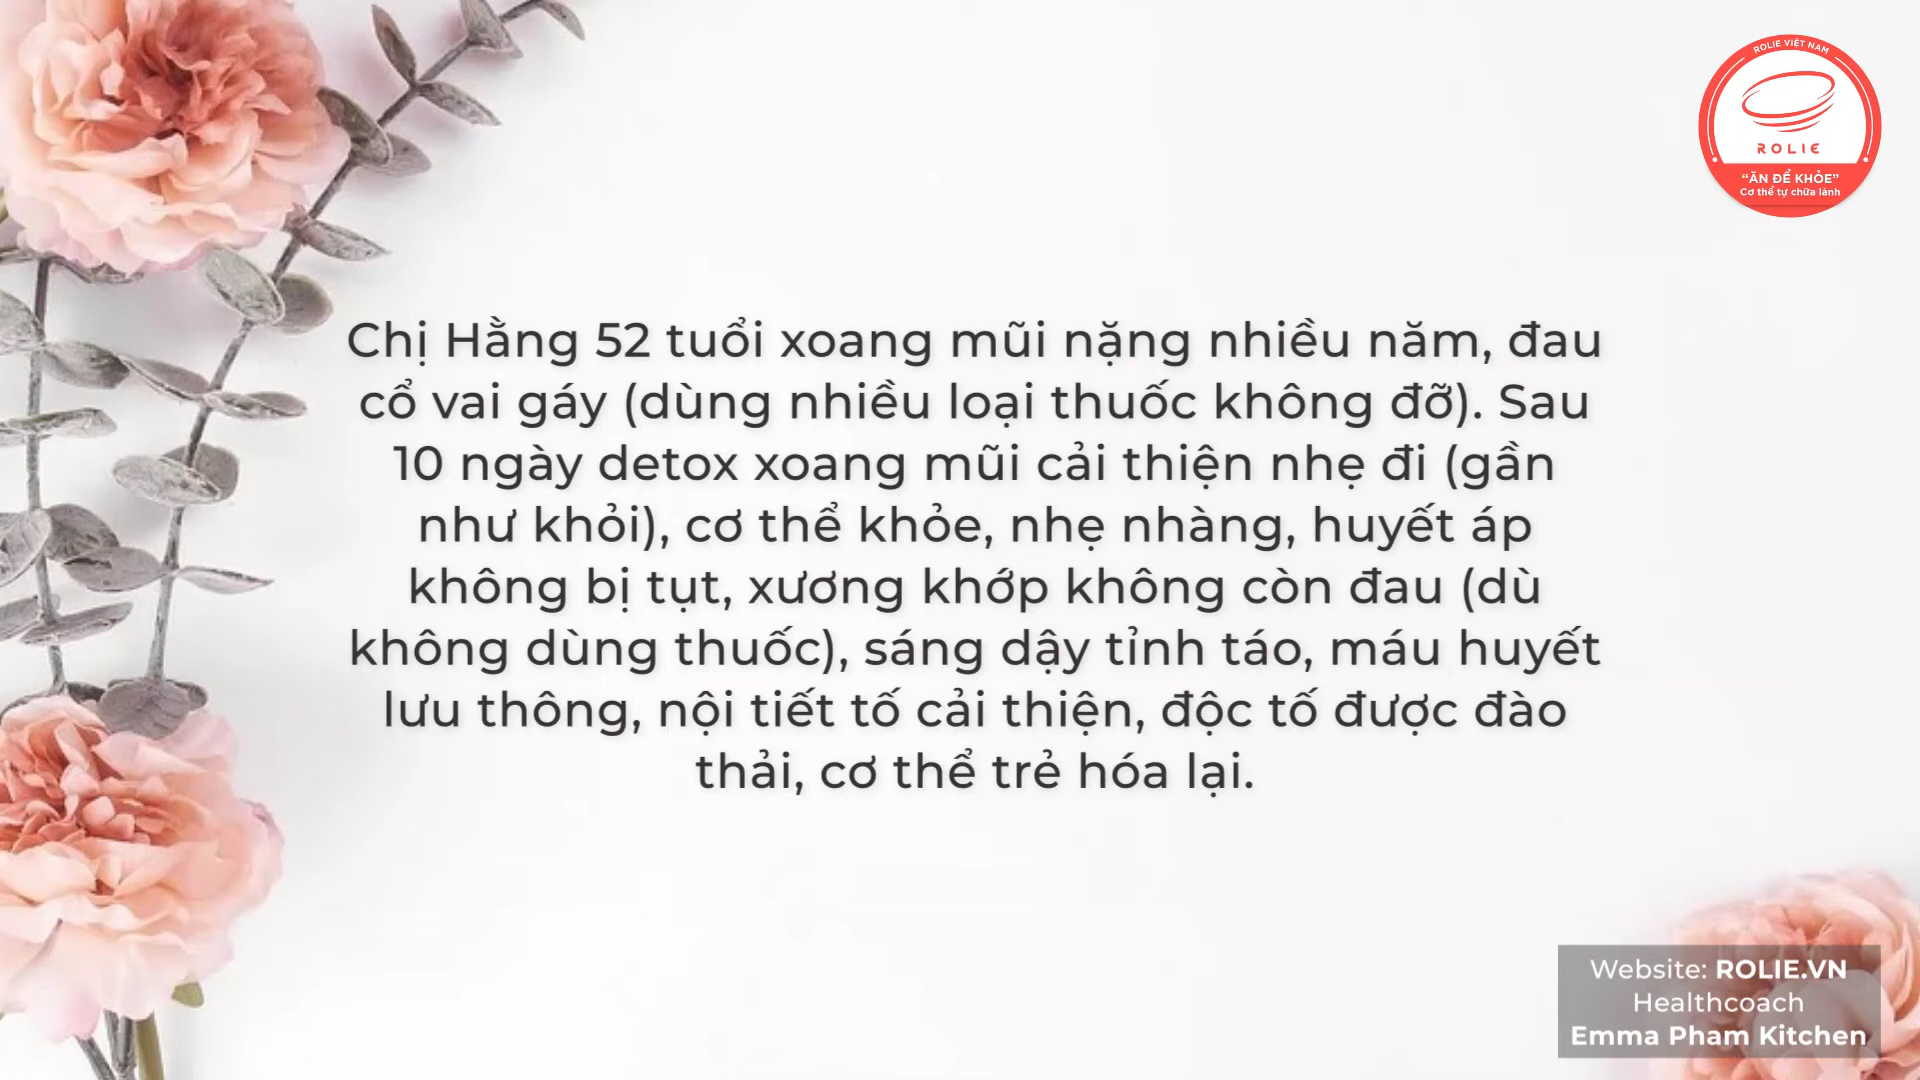 ROLIE VIỆT NAM
ROLIE
“ĂN ĐỂ KHỎE”
Cơ thể tự chữa lành
Chị Hằng 52 tuổi xoang mũi nặng nhiều năm, đau
cổ vai gáy (dùng nhiều loại thuốc không đỡ). Sau
10 ngày detox xoang mũi cải thiện nhẹ đi (gần
như khỏi), cơ thể khỏe, nhẹ nhàng, huyết áp
không bị tụt, xương khớp không còn đau (dù
không dùng thuốc), sáng dậy tỉnh táo, máu huyết
lưu thông, nội tiết tố cải thiện, độc tố được đào
thải, cơ thể trẻ hóa lại.
Website: ROLIE.VN
Healthcoach
Emma Pham Kitchen